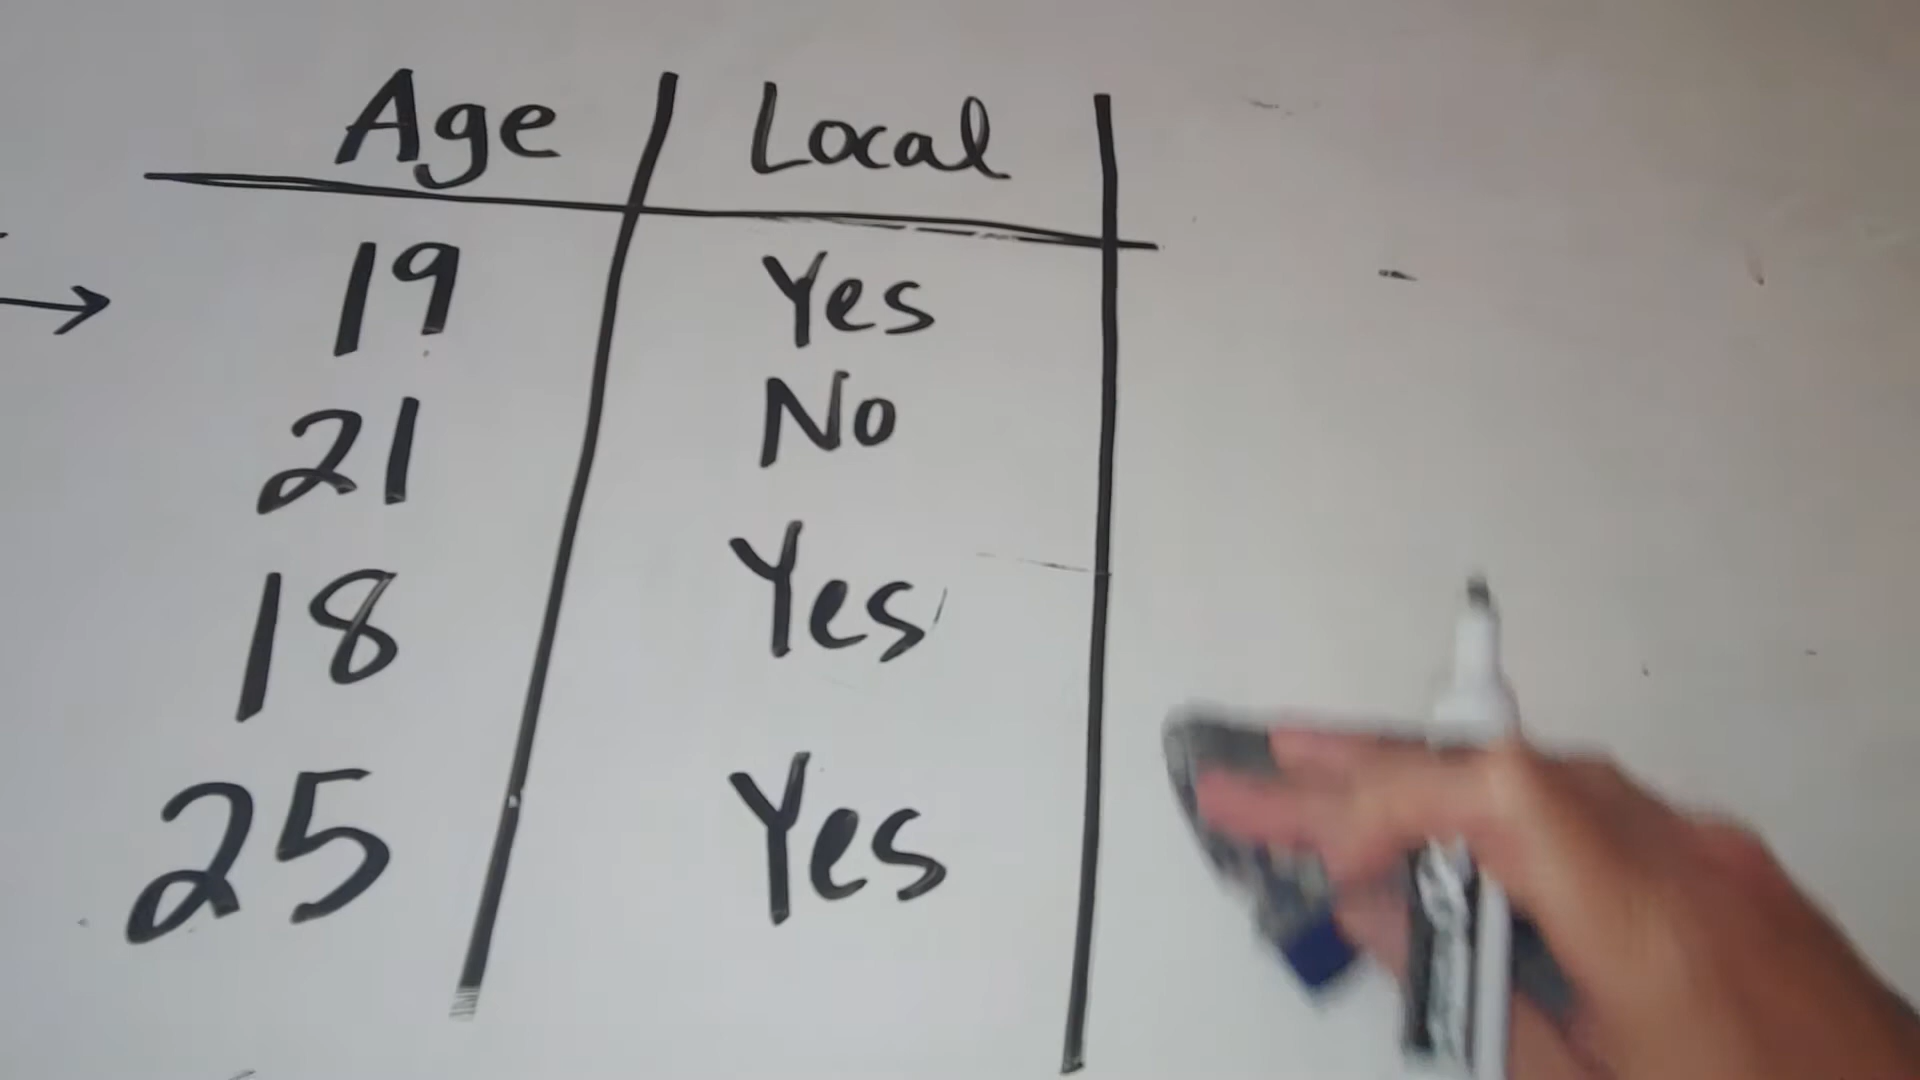 Age Local
19 Yes
21 No
18 Yes
25 Yes